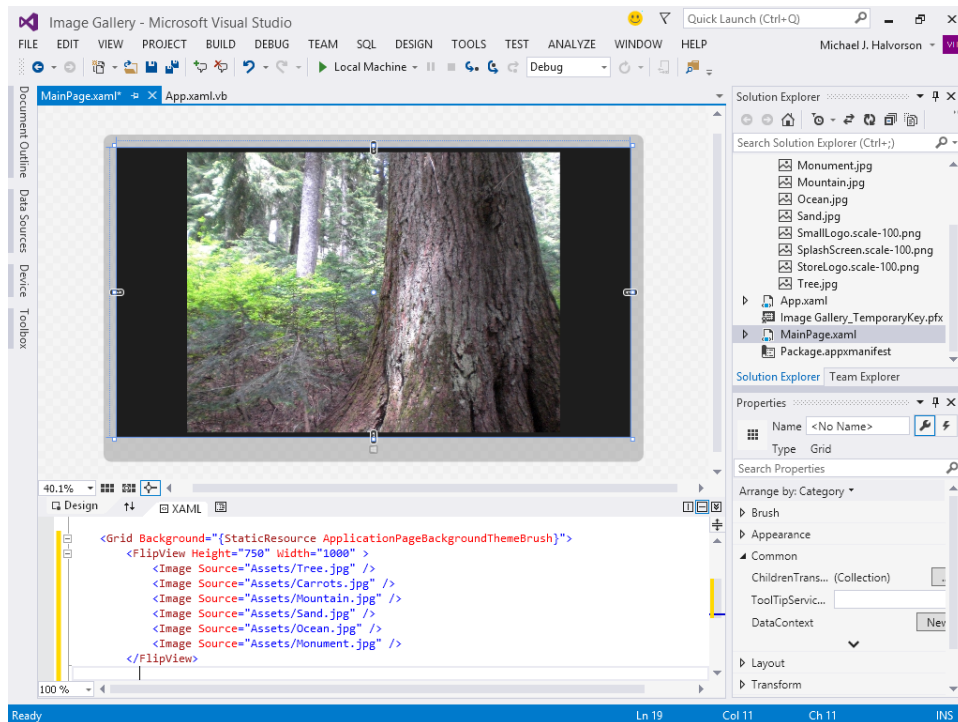 Image Gallery - Microsoft Visual Studio
Quick Launch (Ctrl+Q)
FILE EDIT VIEW PROJECT BUILD DEBUG TEAM SQL DESIGN TOOLS TEST ANALYZE WINDOW HELP
Michael J. Halvorson
Local Machine
Debug
Document Outline
Data Sources
Device
Toolbox
MainPage.xaml*
App.xaml.vb
40.1%
Design
XAML
<Grid Background="{StaticResource ApplicationPageBackgroundThemeBrush}">
<FlipView Height="750" Width="1000" >
<Image Source="Assets/Tree.jpg" />
<Image Source="Assets/Carrots.jpg" />
<Image Source="Assets/Mountain.jpg" />
<Image Source="Assets/Sand.jpg" />
<Image Source="Assets/Ocean.jpg" />
<Image Source="Assets/Monument.jpg" />
</FlipView>
100 %
Solution Explorer
Search Solution Explorer (Ctrl+;)
Monument.jpg
Mountain.jpg
Ocean.jpg
Sand.jpg
SmallLogo.scale-100.png
SplashScreen.scale-100.png
StoreLogo.scale-100.png
Tree.jpg
App.xaml
Image Gallery_TemporaryKey.pfx
MainPage.xaml
Package.appxmanifest
Solution Explorer Team Explorer
Properties
Name <No Name>
Type Grid
Search Properties
Arrange by: Category
Brush
Appearance
Common
ChildrenTrans... (Collection)
ToolTipServic...
DataContext
New
Layout
Transform
Ready
Ln 19
Col 11
Ch 11
INS